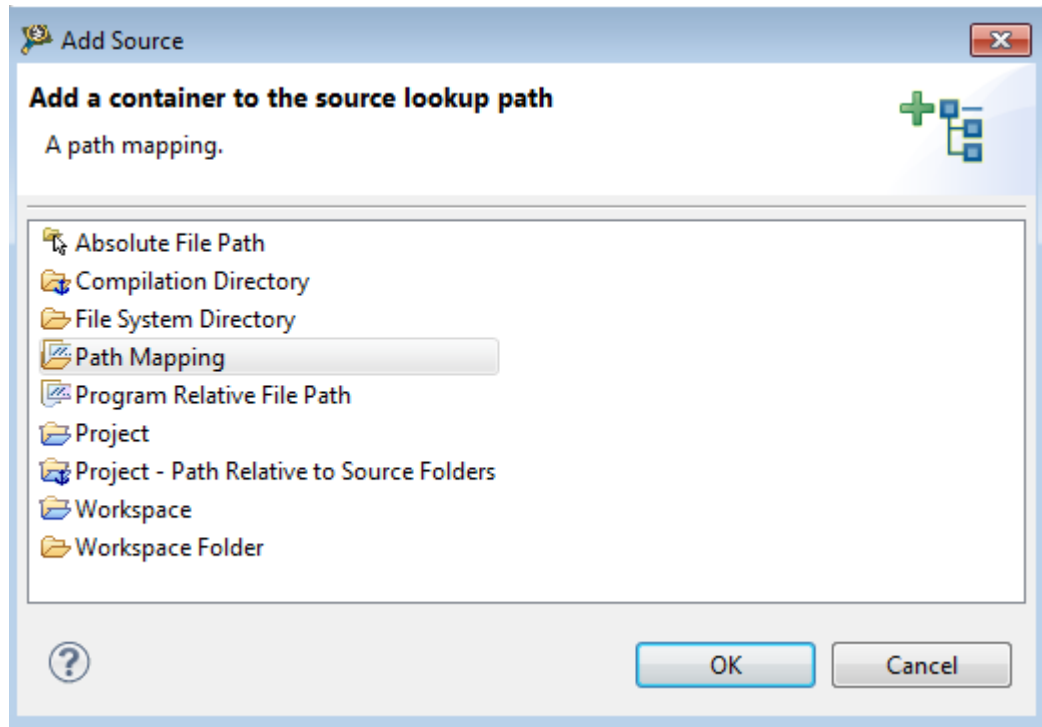 Add Source
Add a container to the source lookup path
A path mapping.
Absolute File Path
Compilation Directory
File System Directory
Path Mapping
Program Relative File Path
Project
Project - Path Relative to Source Folders
Workspace
Workspace Folder
?
OK
Cancel